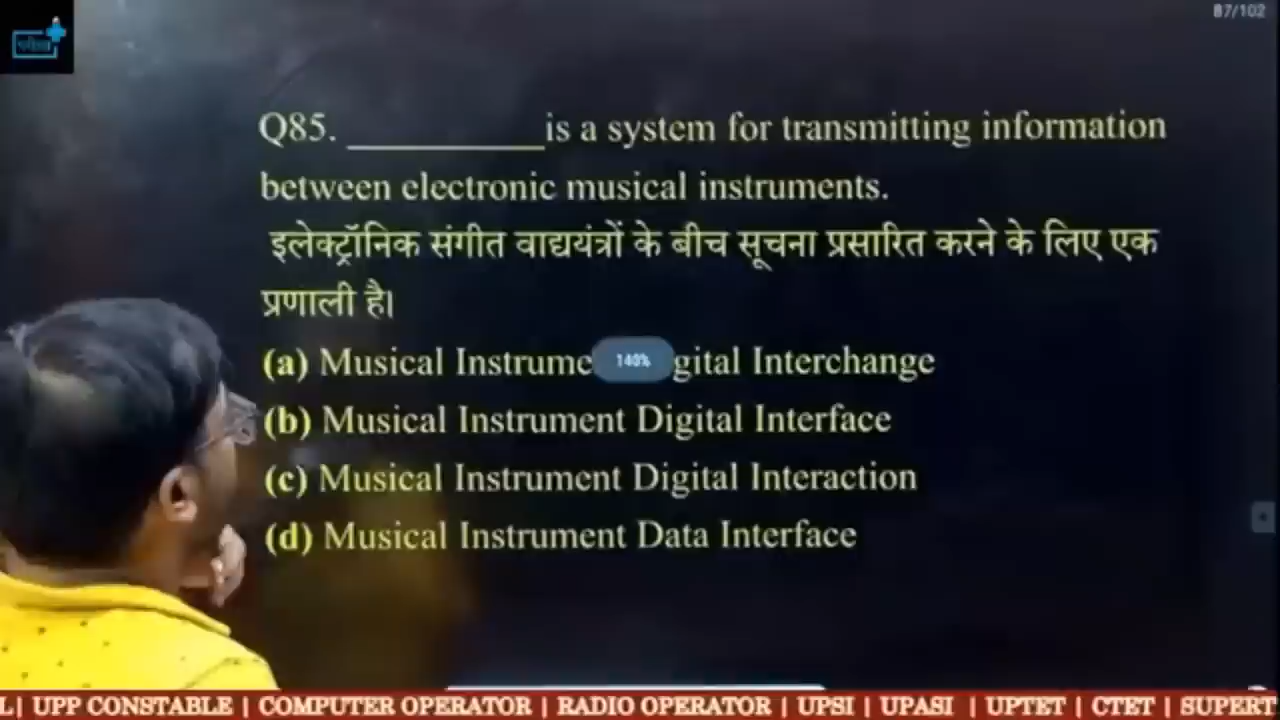 87/102
परीक्षा
Q85. __________is a system for transmitting information
between electronic musical instruments.
इलेक्ट्रॉनिक संगीत वाद्ययंत्रों के बीच सूचना प्रसारित करने के लिए एक
प्रणाली है।
(a) Musical Instrume gital Interchange
140%
(b) Musical Instrument Digital Interface
(c) Musical Instrument Digital Interaction
(d) Musical Instrument Data Interface
L| UPP CONSTABLE | COMPUTER OPERATOR | RADIO OPERATOR | UPSI | UPASI | UPTET | CTET | SUPERT